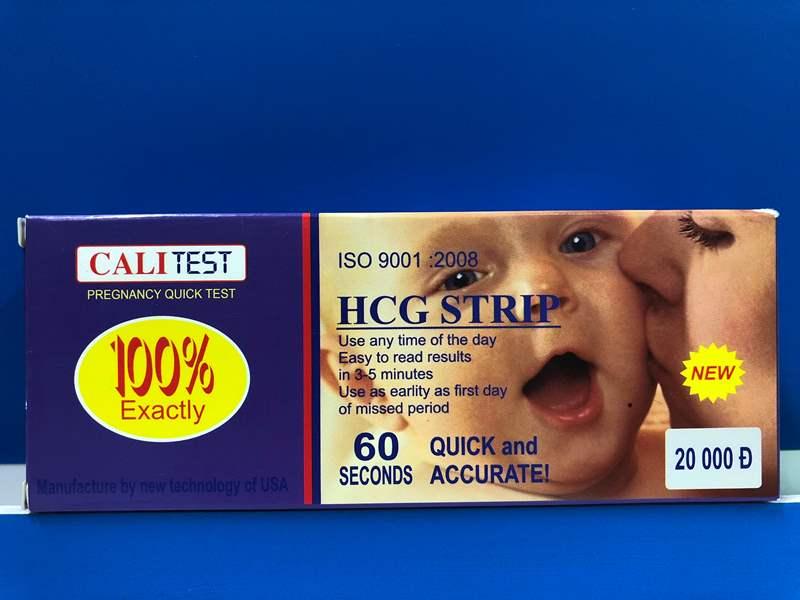 CALITEST
PREGNANCY QUICK TEST
100%
Exactly
Manufacture by new technology of USA
ISO 9001 :2008
HCG STRIP
Use any time of the day
Easy to read results
in 3-5 minutes
Use as earlity as first day
of missed period
60
SECONDS
QUICK and
ACCURATE!
NEW
20 000 Đ